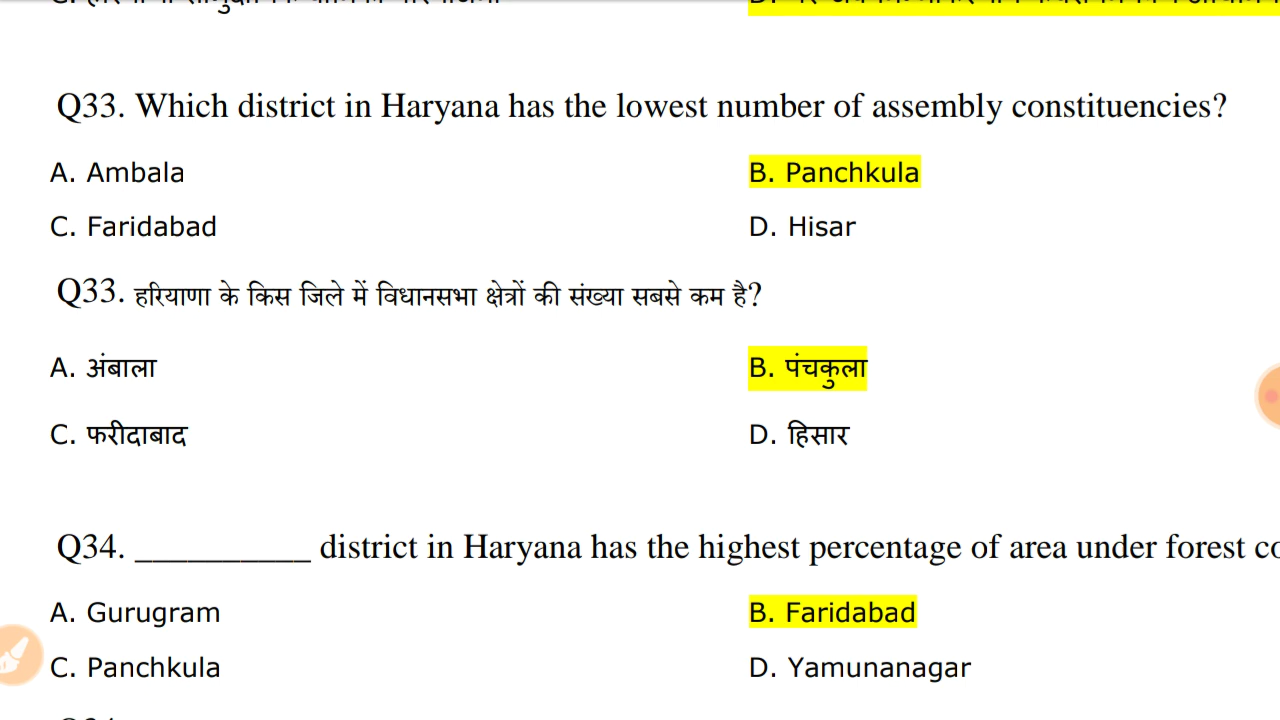 Q33. Which district in Haryana has the lowest number of assembly constituencies?
A. Ambala B. Panchkula
C. Faridabad D. Hisar
Q33. हरियाणा के किस जिले में विधानसभा क्षेत्रों की संख्या सबसे कम है?
A. अंबाला B. पंचकुला
C. फरीदाबाद D. हिसार
Q34. __________ district in Haryana has the highest percentage of area under forest
A. Gurugram B. Faridabad
C. Panchkula D. Yamunanagar